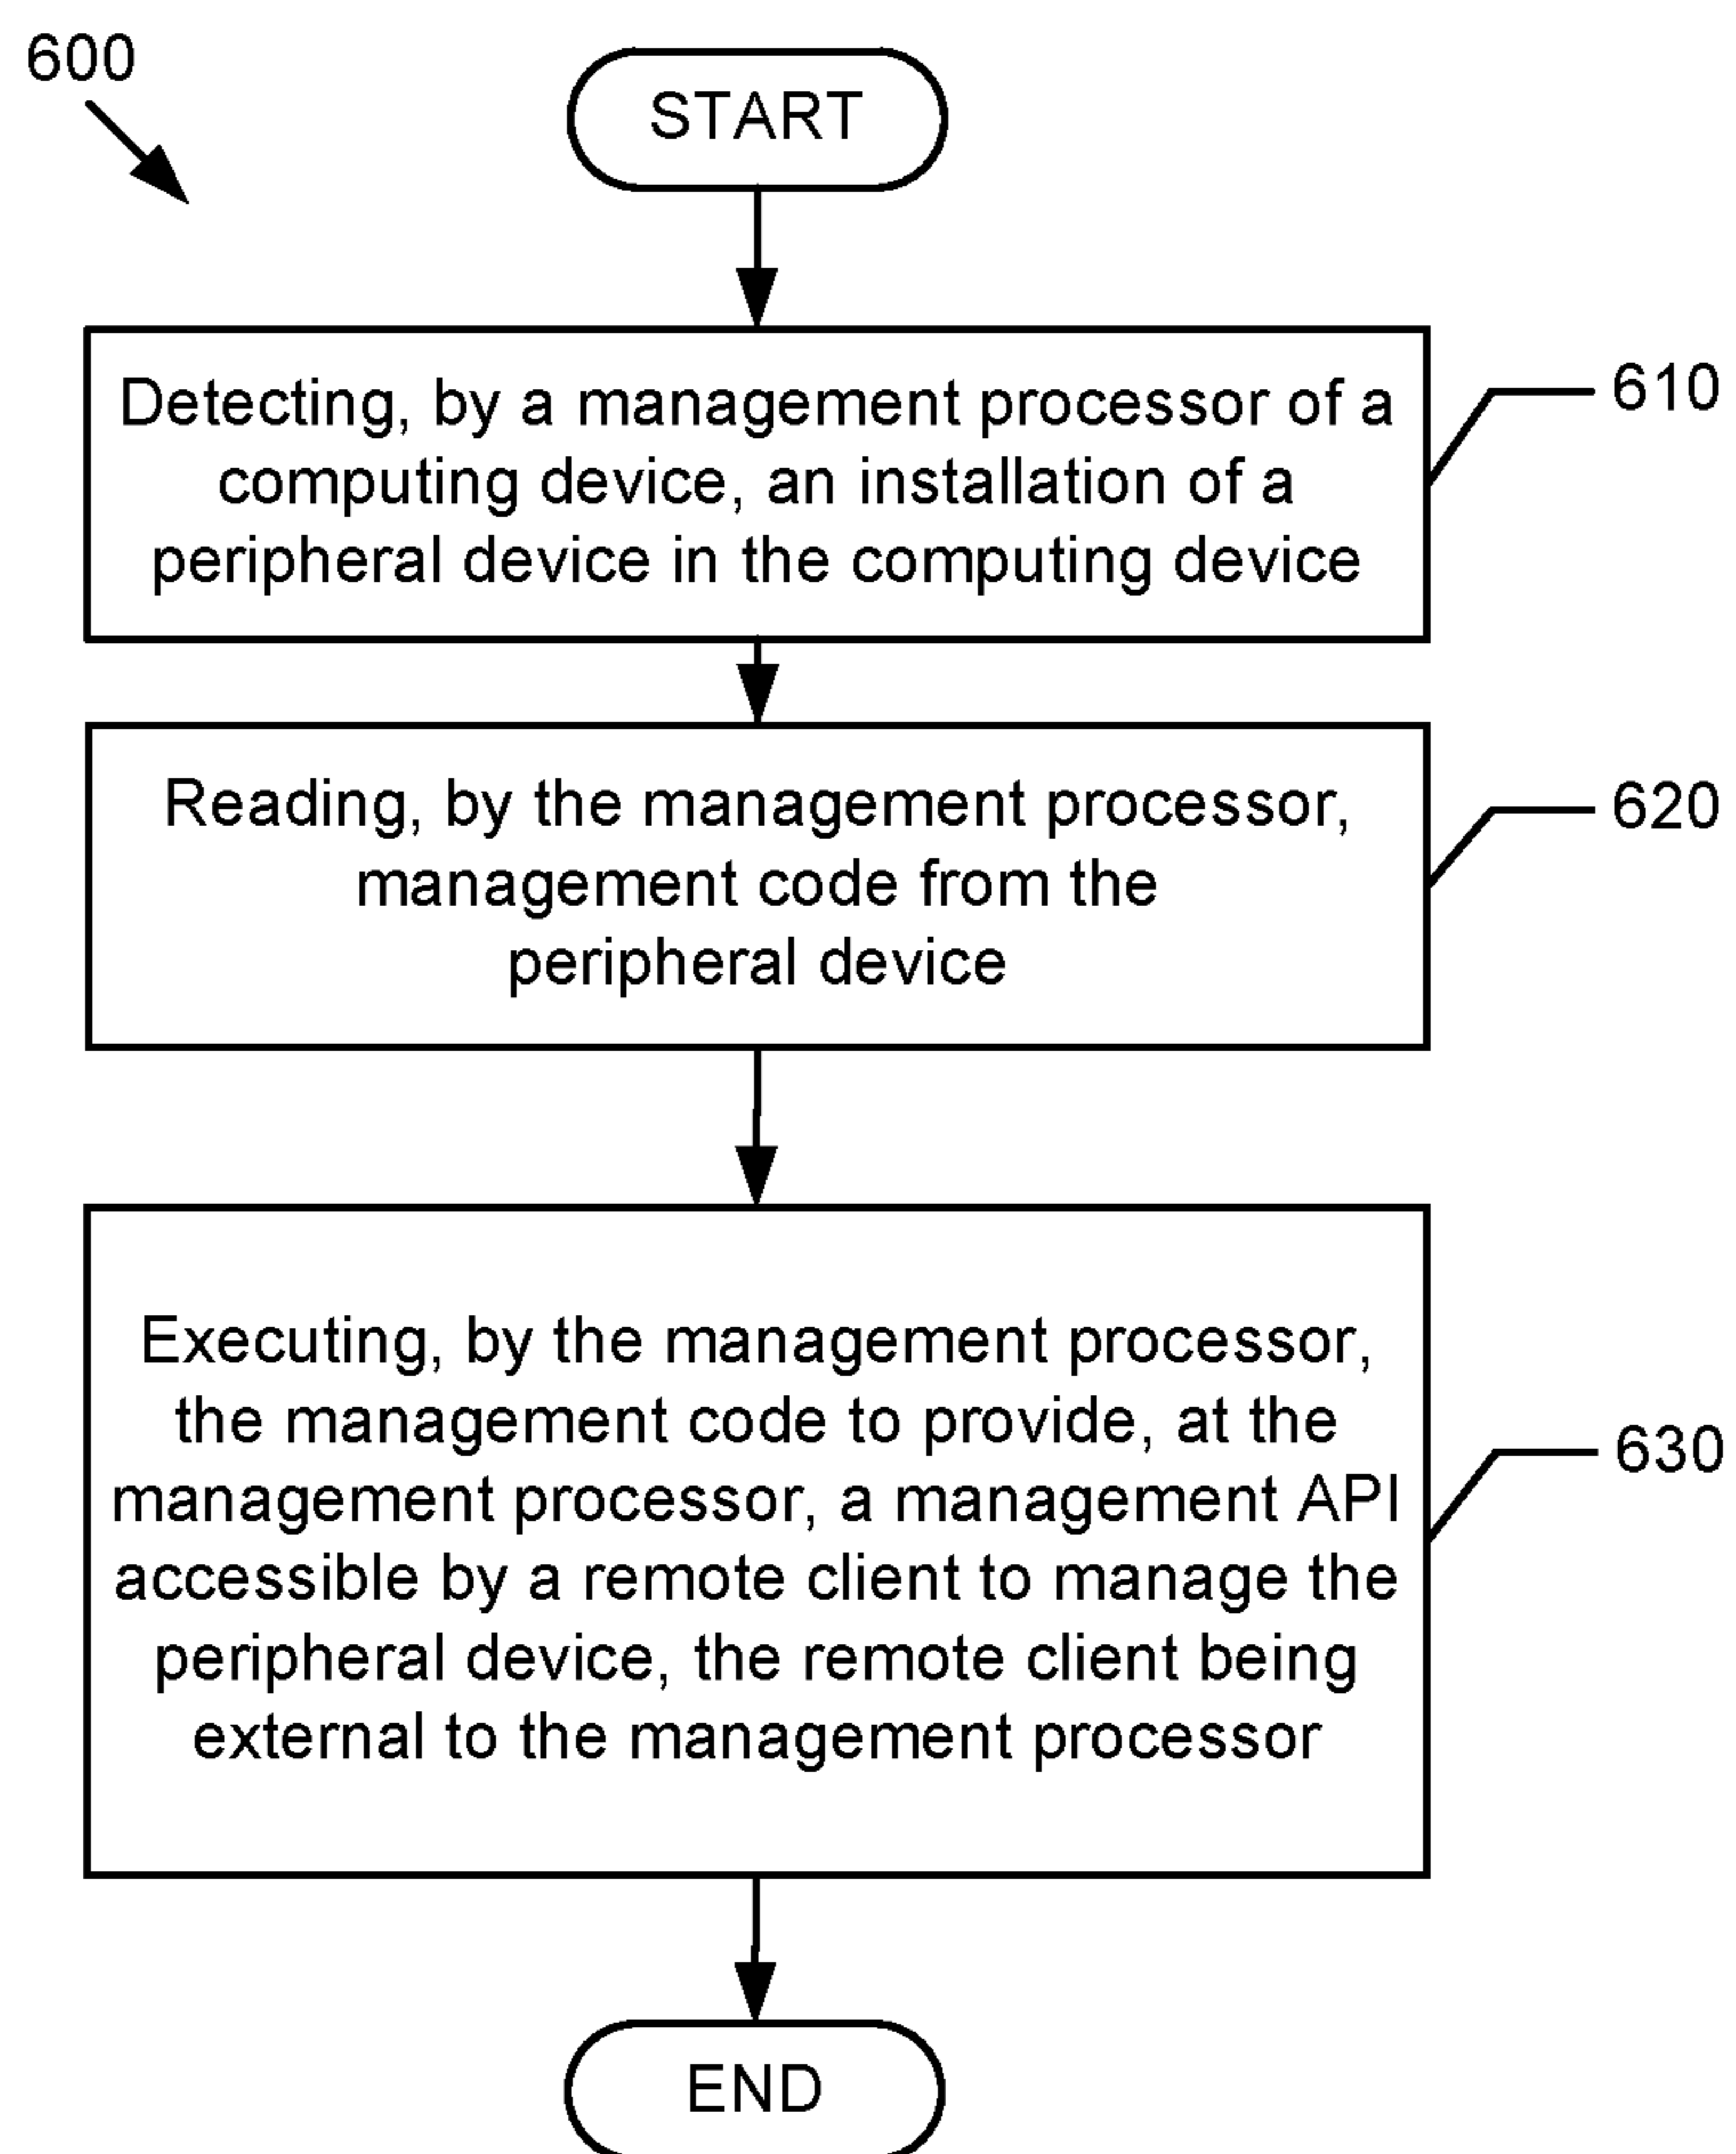 600
START
Detecting, by a management processor of a
computing device, an installation of a
peripheral device in the computing device
610
Reading, by the management processor,
management code from the
peripheral device
620
Executing, by the management processor,
the management code to provide, at the
management processor, a management API
accessible by a remote client to manage the
peripheral device, the remote client being
external to the management processor
630
END